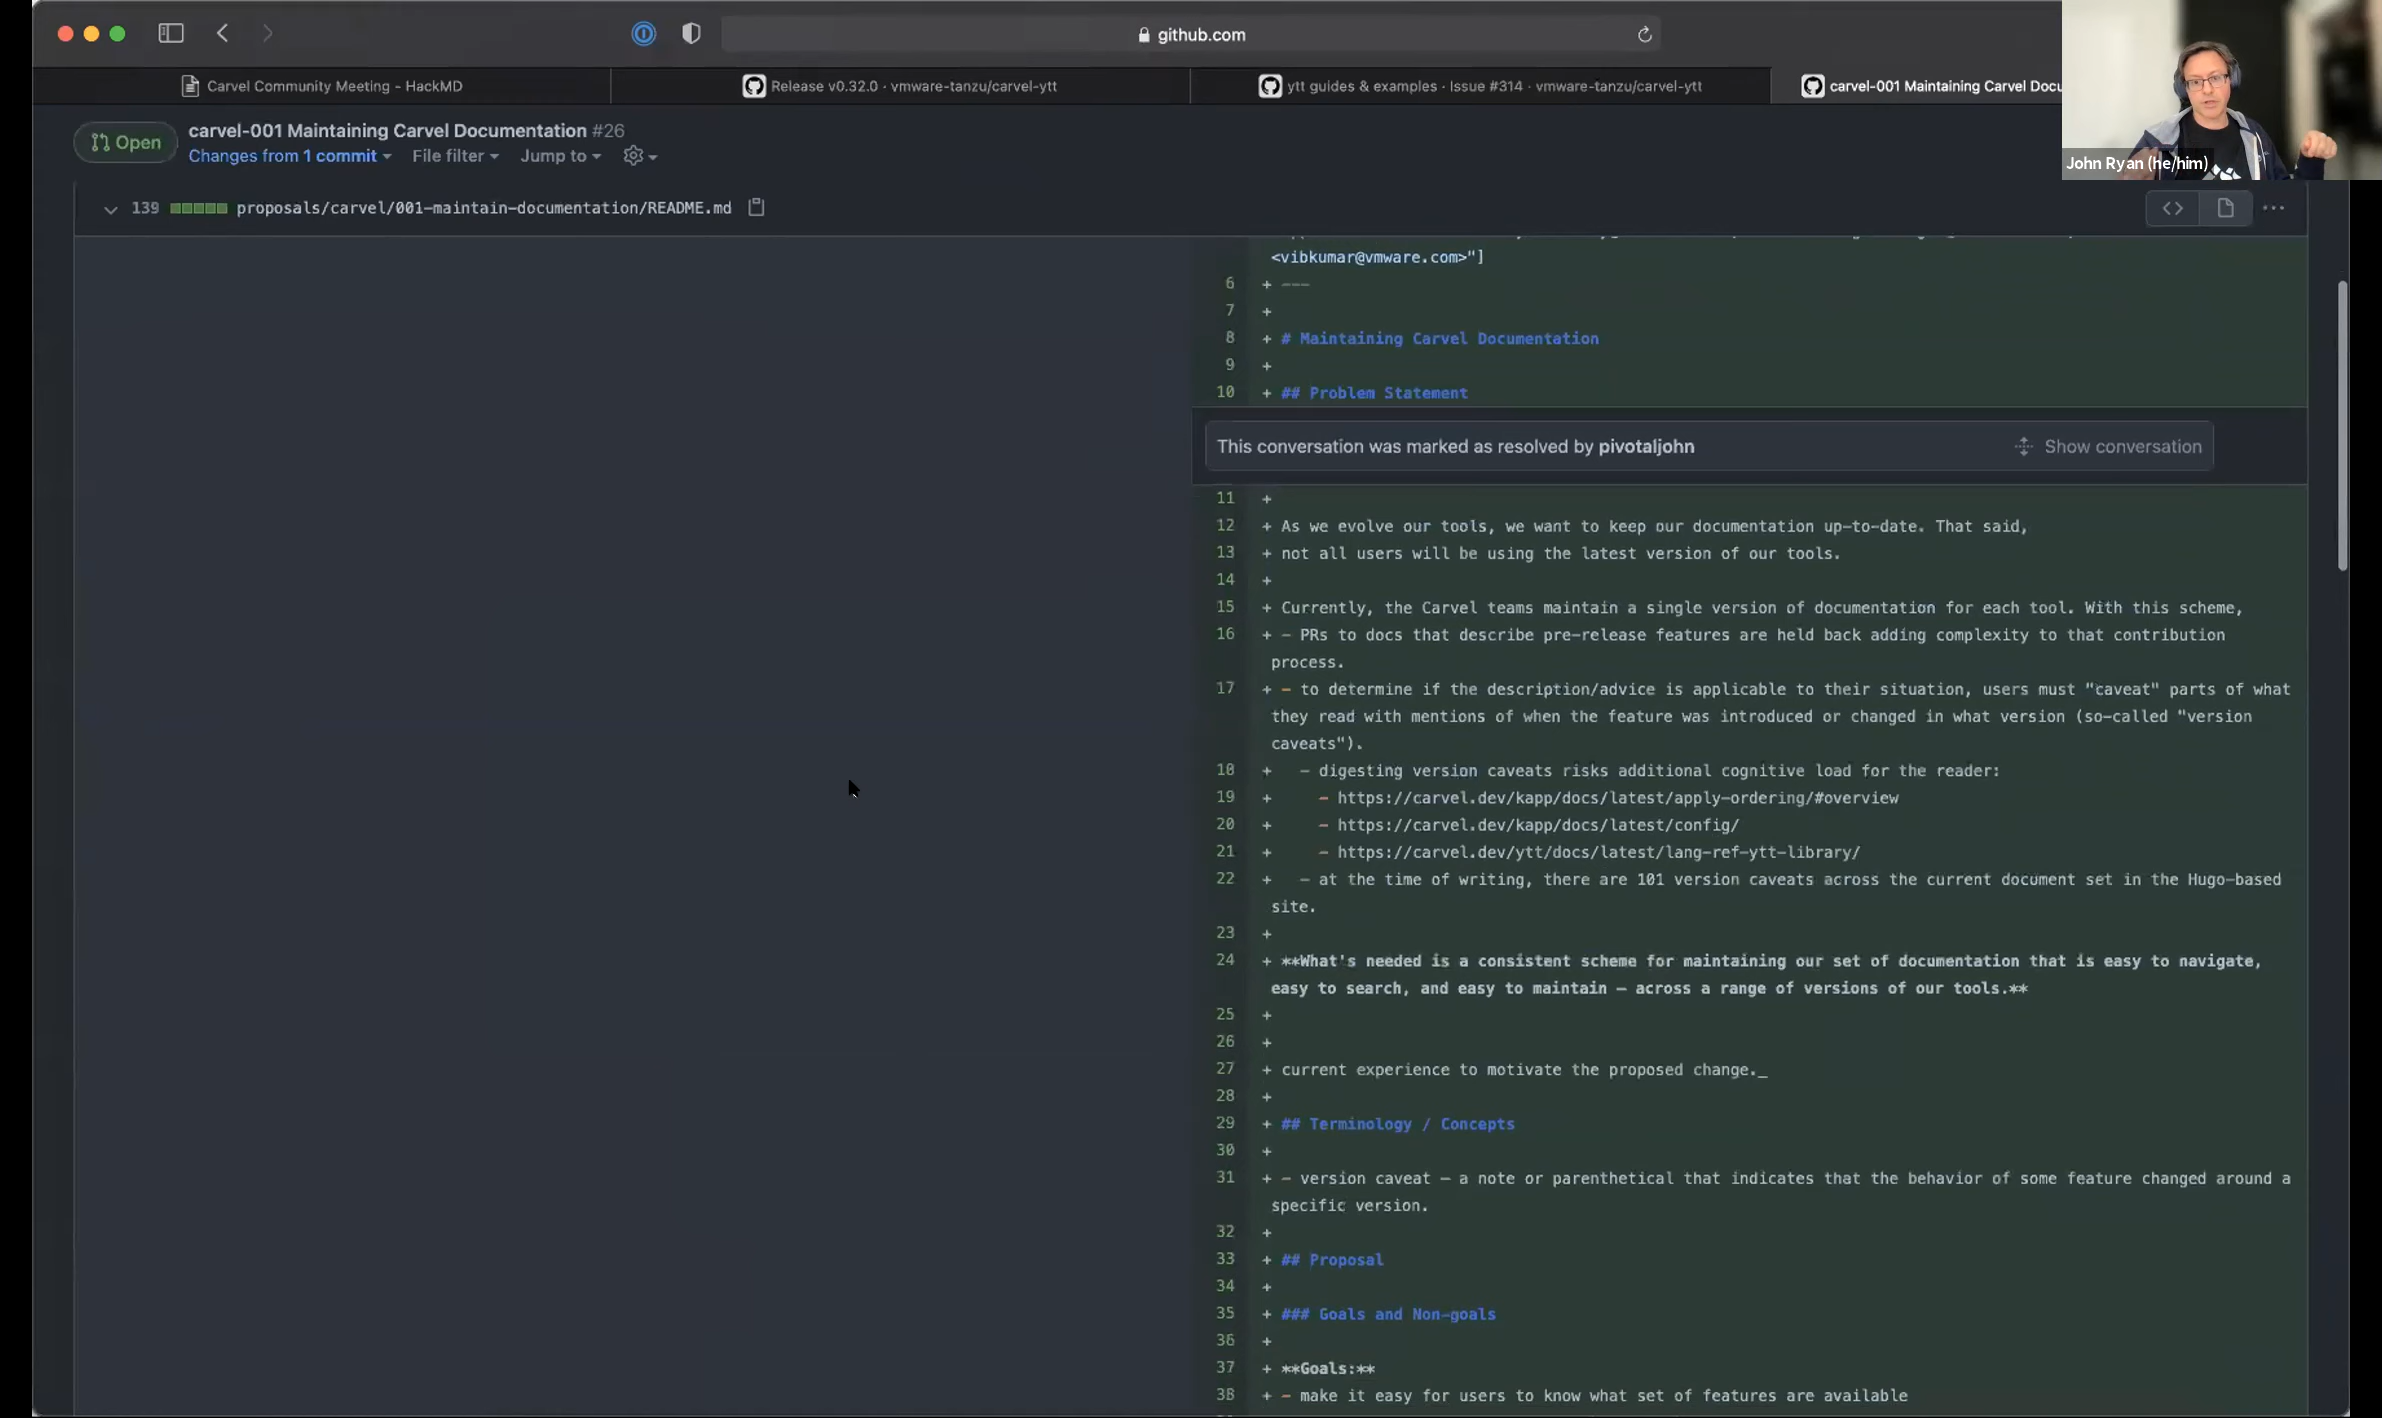 github.com
Carvel Community Meeting - HackMD
Release v0.32.0 · vmware-tanzu/carvel-ytt
ytt guides & examples · Issue #314 · vmware-tanzu/carvel-ytt
carvel-001 Maintaining Carvel Docu
John Ryan (he/him)
Open
carvel-001 Maintaining Carvel Documentation #26
Changes from 1 commit
File filter
Jump to
139 proposals/carvel/001-maintain-documentation/README.md
<vibkumar@vmware.com>"]
6 + ---
7 +
8 + # Maintaining Carvel Documentation
9 +
10 + ## Problem Statement
This conversation was marked as resolved by pivotaljohn
Show conversation
11 +
12 + As we evolve our tools, we want to keep our documentation up-to-date. That said,
13 + not all users will be using the latest version of our tools.
14 +
15 + Currently, the Carvel teams maintain a single version of documentation for each tool. With this scheme,
16 + - PRs to docs that describe pre-release features are held back adding complexity to that contribution
process.
17 + - to determine if the description/advice is applicable to their situation, users must "caveat" parts of what
they read with mentions of when the feature was introduced or changed in what version (so-called "version
caveats").
18 + - digesting version caveats risks additional cognitive load for the reader:
19 + - https://carvel.dev/kapp/docs/latest/apply-ordering/#overview
20 + - https://carvel.dev/kapp/docs/latest/config/
21 + - https://carvel.dev/ytt/docs/latest/lang-ref-ytt-library/
22 + - at the time of writing, there are 101 version caveats across the current document set in the Hugo-based
site.
23 +
24 + **What's needed is a consistent scheme for maintaining our set of documentation that is easy to navigate,
easy to search, and easy to maintain — across a range of versions of our tools.**
25 +
26 +
27 + current experience to motivate the proposed change._
28 +
29 + ## Terminology / Concepts
30 +
31 + - version caveat — a note or parenthetical that indicates that the behavior of some feature changed around a
specific version.
32 +
33 + ## Proposal
34 +
35 + ### Goals and Non-goals
36 +
37 + **Goals:**
38 + - make it easy for users to know what set of features are available